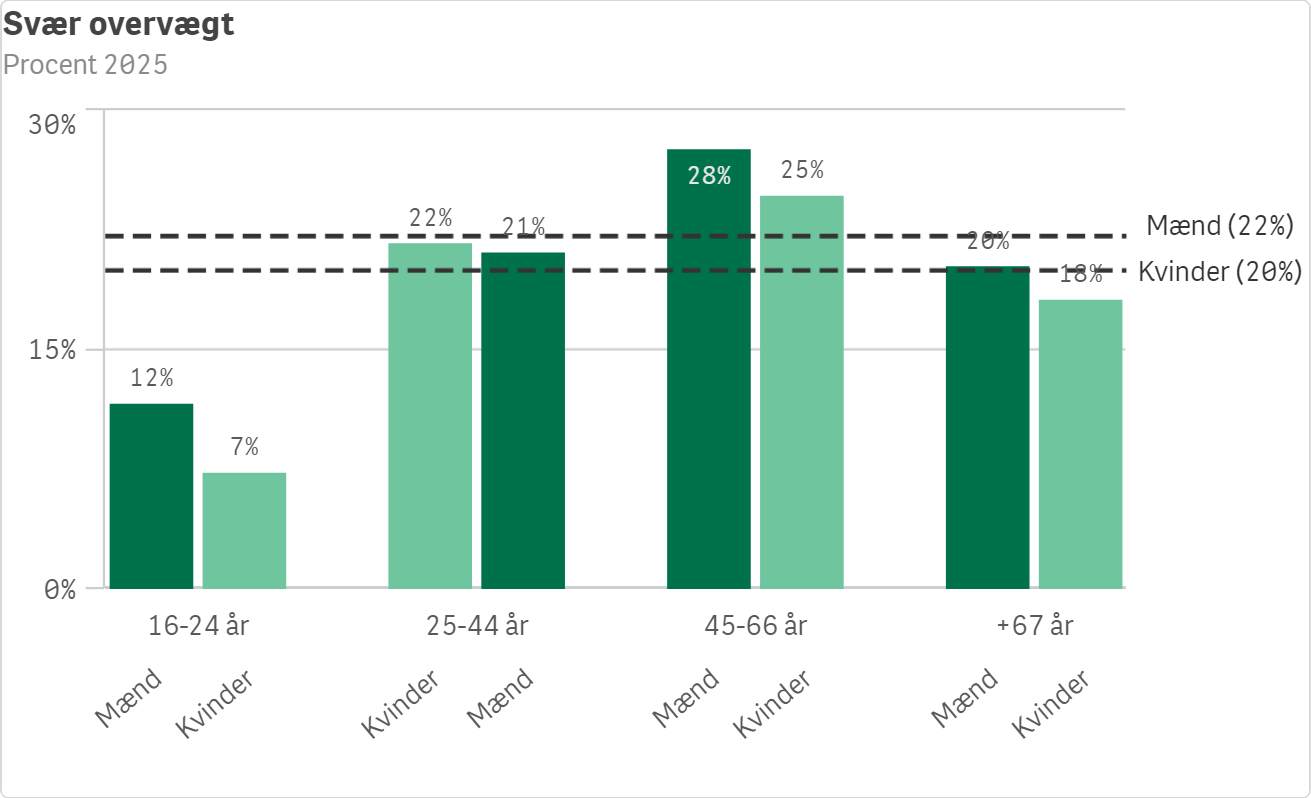 Svær overvægt
Procent 2025
30%
15%
0%
12%
7%
22%
21%
28%
25%
20%
18%
Mænd (22%)
Kvinder (20%)
16-24 år
25-44 år
45-66 år
+67 år
Mænd
Kvinder
Kvinder
Mænd
Mænd
Kvinder
Mænd
Kvinder